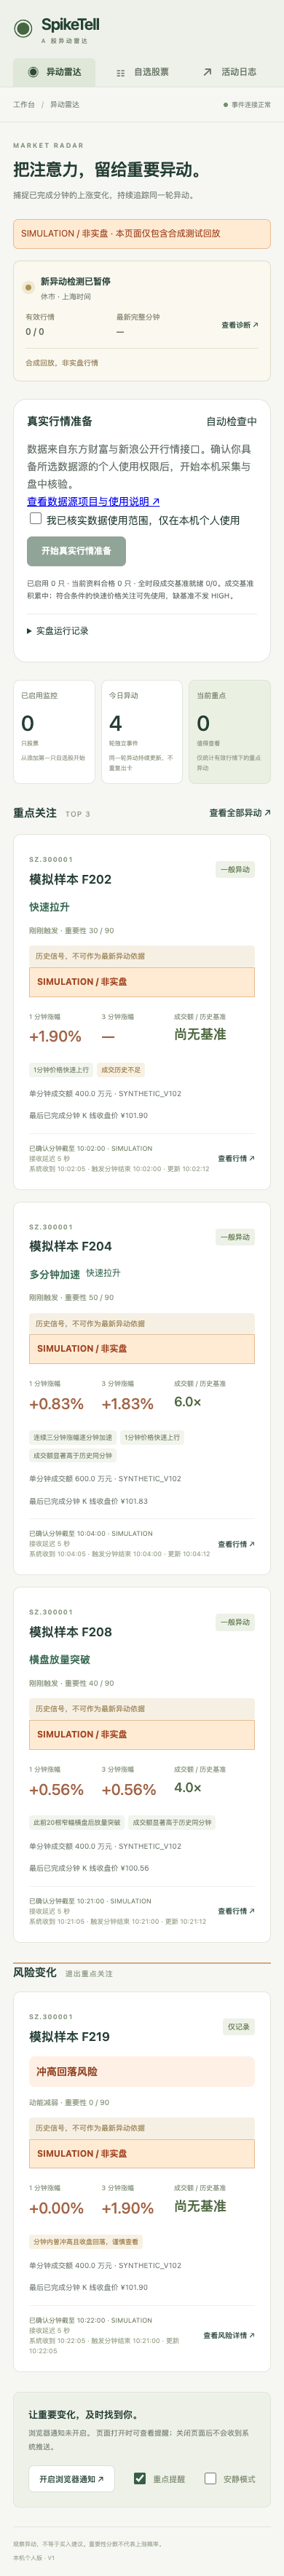 SpikeTell
A 股异动雷达
异动雷达
自选股票
活动日志
工作台 / 异动雷达
事件连接正常
MARKET RADAR
把注意力，留给重要异动。
捕捉已完成分钟的上涨变化，持续追踪同一轮异动。
SIMULATION / 非实盘 · 本页面仅包含合成测试回放
新异动检测已暂停
休市 · 上海时间
有效行情
0 / 0
最新完整分钟
—
查看诊断 ↗
合成回放，非实盘行情
真实行情准备
自动检查中
数据来自东方财富与新浪公开行情接口。确认你具
备所选数据源的个人使用权限后，开始本机采集与
盘中核验。
查看数据源项目与使用说明 ↗
我已核实数据使用范围，仅在本机个人使用
开始真实行情准备
已启用 0 只 · 当前资料合格 0 只 · 全时段成交基准就绪 0/0。成交基准
积累中；符合条件的快速价格关注可先使用，缺基准不发 HIGH。
▶ 实盘运行记录
已启用监控
0
只股票
从添加第一只自选股开始
今日异动
4
轮独立事件
同一轮异动持续更新，不
重复出卡
当前重点
0
值得查看
仅统计有效行情下的重点
异动
重点关注 TOP 3
查看全部异动 ↗
SZ.300001
模拟样本 F202
一般异动
快速拉升
刚刚触发 · 重要性 30 / 90
历史信号，不可作为最新异动依据
SIMULATION / 非实盘
1 分钟涨幅
+1.90%
3 分钟涨幅
—
成交额 / 历史基准
尚无基准
1分钟价格快速上行
成交历史不足
单分钟成交额 400.0 万元 · SYNTHETIC_V102
最后已完成分钟 K 线收盘价 ¥101.90
已确认分钟截至 10:02:00 · SIMULATION
接收延迟 5 秒
系统收到 10:02:05 · 触发分钟结束 10:02:00 · 更新 10:02:12
查看行情 ↗
SZ.300001
模拟样本 F204
一般异动
多分钟加速 快速拉升
刚刚触发 · 重要性 50 / 90
历史信号，不可作为最新异动依据
SIMULATION / 非实盘
1 分钟涨幅
+0.83%
3 分钟涨幅
+1.83%
成交额 / 历史基准
6.0×
连续三分钟涨幅逐分钟加速
1分钟价格快速上行
成交额显著高于历史同分钟
单分钟成交额 600.0 万元 · SYNTHETIC_V102
最后已完成分钟 K 线收盘价 ¥101.83
已确认分钟截至 10:04:00 · SIMULATION
接收延迟 5 秒
系统收到 10:04:05 · 触发分钟结束 10:04:00 · 更新 10:04:12
查看行情 ↗
SZ.300001
模拟样本 F208
一般异动
横盘放量突破
刚刚触发 · 重要性 40 / 90
历史信号，不可作为最新异动依据
SIMULATION / 非实盘
1 分钟涨幅
+0.56%
3 分钟涨幅
+0.56%
成交额 / 历史基准
4.0×
此前20根窄幅横盘后放量突破
成交额显著高于历史同分钟
单分钟成交额 400.0 万元 · SYNTHETIC_V102
最后已完成分钟 K 线收盘价 ¥100.56
已确认分钟截至 10:21:00 · SIMULATION
接收延迟 5 秒
系统收到 10:21:05 · 触发分钟结束 10:21:00 · 更新 10:21:12
查看行情 ↗
风险变化 退出重点关注
SZ.300001
模拟样本 F219
仅记录
冲高回落风险
动能减弱 · 重要性 0 / 90
历史信号，不可作为最新异动依据
SIMULATION / 非实盘
1 分钟涨幅
+0.00%
3 分钟涨幅
+1.90%
成交额 / 历史基准
尚无基准
分钟内曾冲高且收盘回落，谨慎查看
单分钟成交额 400.0 万元 · SYNTHETIC_V102
最后已完成分钟 K 线收盘价 ¥101.90
已确认分钟截至 10:22:00 · SIMULATION
接收延迟 5 秒
系统收到 10:22:05 · 触发分钟结束 10:21:00 · 更新
10:22:05
查看风险详情 ↗
让重要变化，及时找到你。
浏览器通知未开启。 页面打开时可查看提醒；关闭页面后不会收到系
统推送。
开启浏览器通知 ↗
重点提醒
安静模式
观察异动，不等于买入建议。重要性分数不代表上涨概率。
本机个人版 · V1